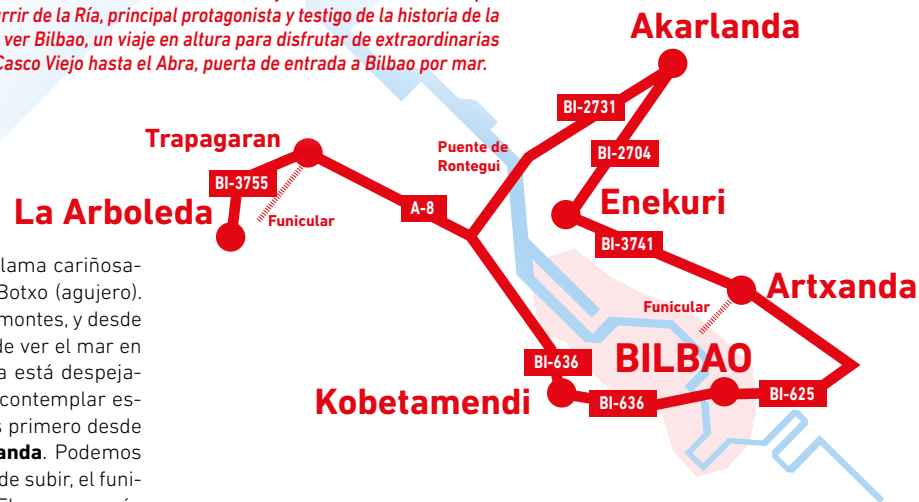 rrir de la Ría, principal protagonista y testigo de la historia de la
ver Bilbao, un viaje en altura para disfrutar de extraordinarias
Casco Viejo hasta el Abra, puerta de entrada a Bilbao por mar.
Akarlanda
BI-2731
Trapagaran
Puente de
Rontegui
BI-2704
BI-3755
La Arboleda
Funicular
A-8
Enekuri
BI-3741
lama cariñosa-
Botxo (agujero).
montes, y desde
de ver el mar en
a está despeja-
contemplar es-
s primero desde
anda. Podemos
de subir, el funi-
Artxanda
Funicular
BILBAO
BI-636
Kobetamendi
BI-636
BI-625